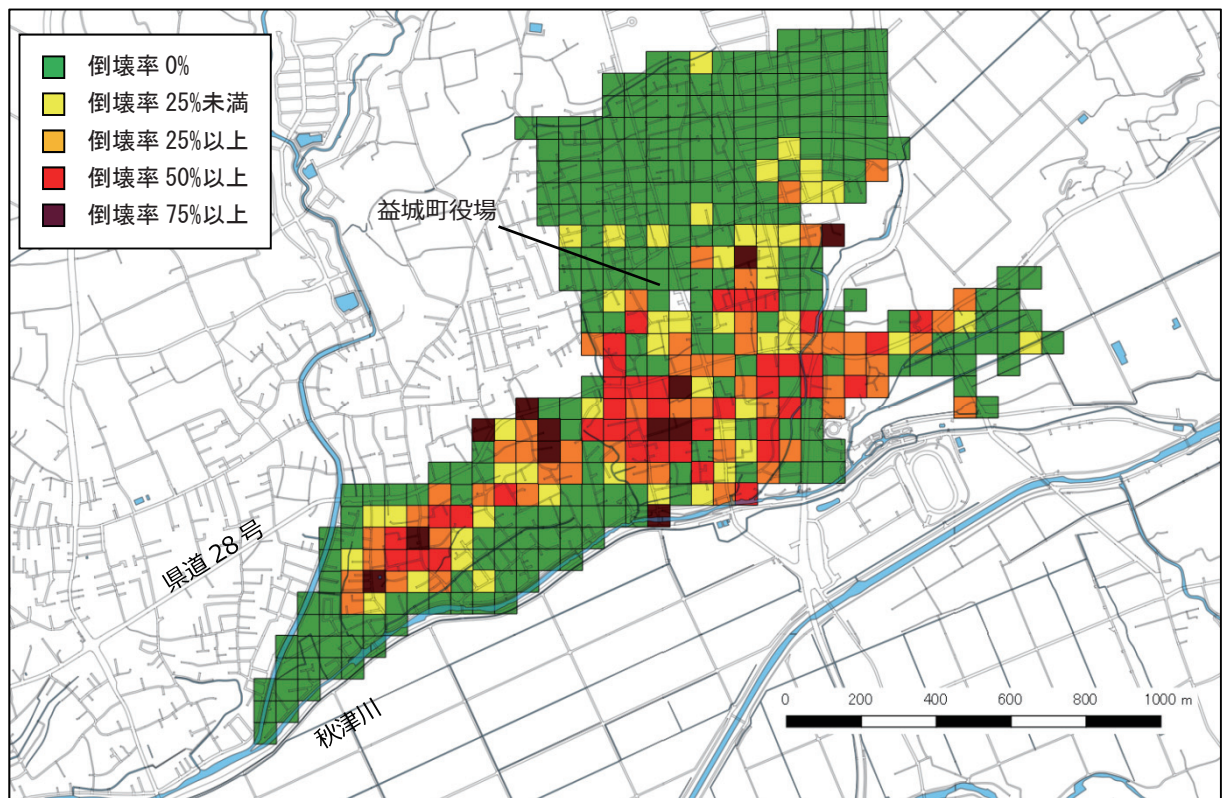 倒壊率 0%
倒壊率 25%未満
倒壊率 25%以上
倒壊率 50%以上
倒壊率 75%以上
益城町役場
県道 28 号
秋津川
0 200 400 600 800 1000 m